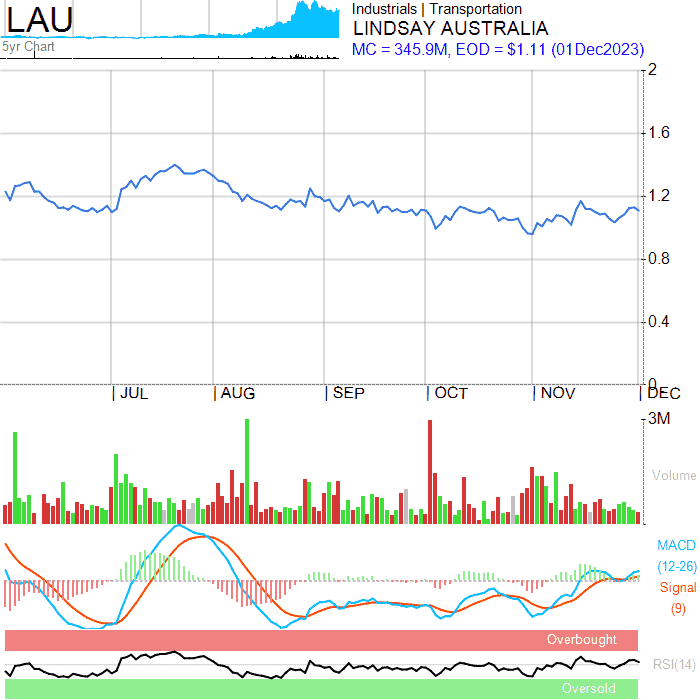 LAU
5yr Chart
Industrials | Transportation
LINDSAY AUSTRALIA
MC = 345.9M, EOD = $1.11 (01Dec2023)
2
1.6
1.2
0.8
0.4
0
JUL AUG SEP OCT NOV DEC
3M
Volume
MACD
(12-26)
Signal
(9)
Overbought
RSI(14)
Oversold